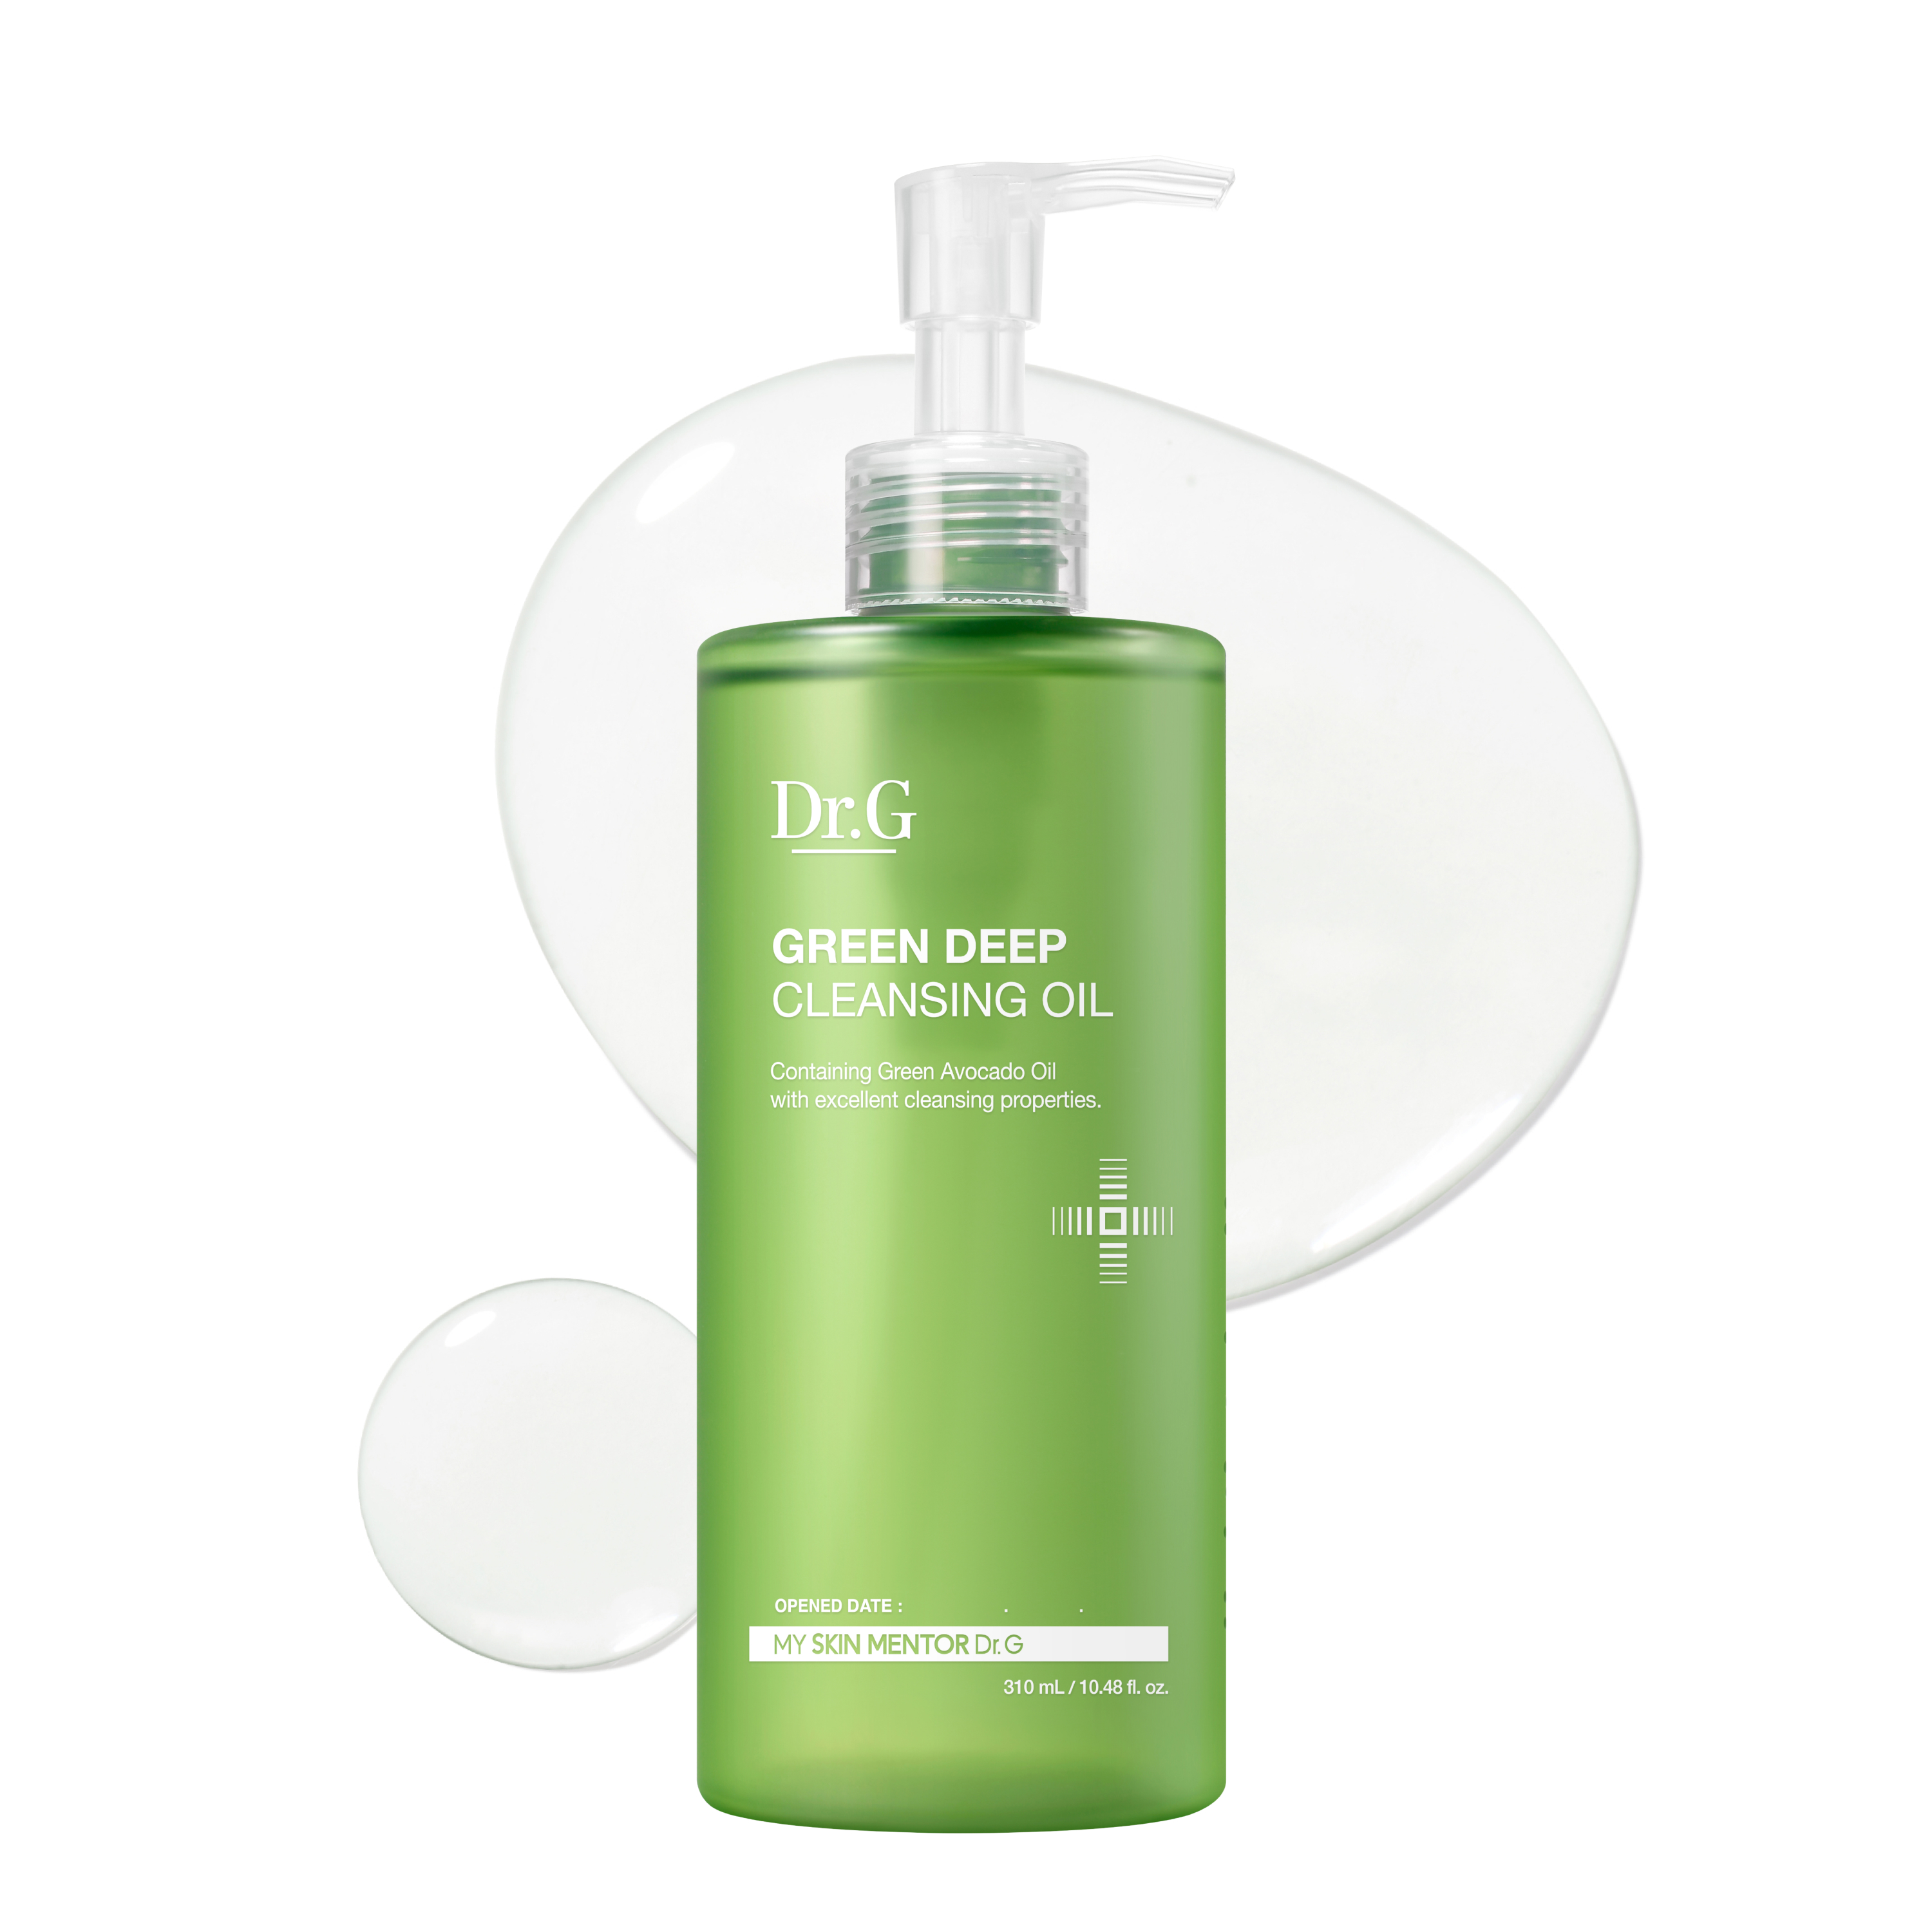 Dr.G
GREEN DEEP
CLEANSING OIL
Containing Green Avocado Oil
with excellent cleansing properties.
OPENED DATE : . .
MY SKIN MENTOR Dr.G
310 mL / 10.48 fl. oz.